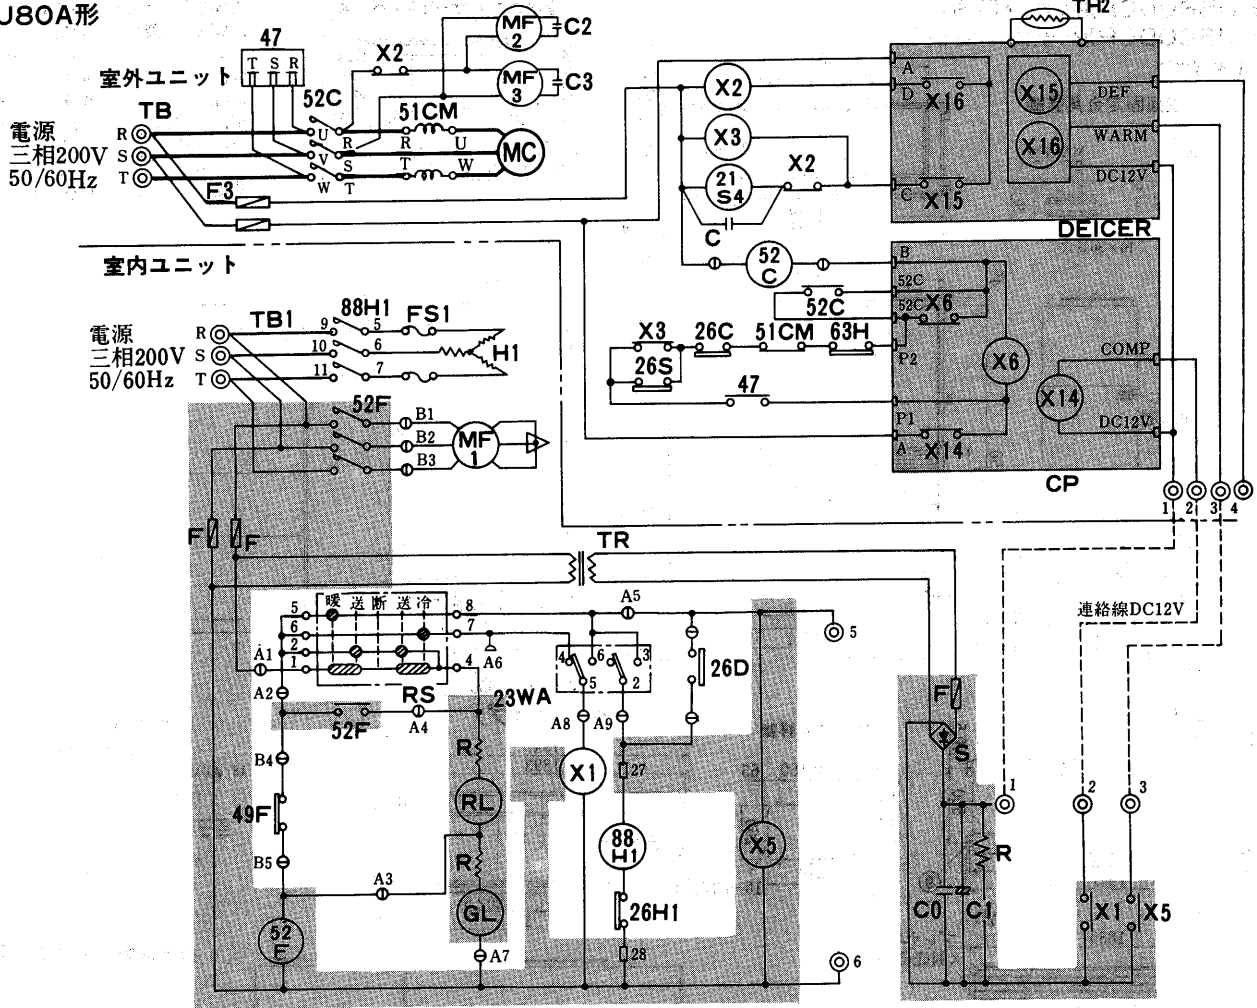 J80A形
TH2
47
T S R
室外ユニット
X2
MF
2
C2
MF
3
C3
52C
51CM
TB
電源
三相200V
50/60Hz
R
S
T
U
V
W
R
S
T
R
T
U
W
MC
F3
X2
X3
21
S4
X2
C
A
D
X16
C
X15
X15
X16
DEF
WARM
DC12V
DEICER
52
C
52C
B
52C
52C
X6
P2
X6
X14
COMP
DC12V
P1
A
X14
CP
X3
26S
26C
51CM
63H
47
1
2
3
4
室内ユニット
電源
三相200V
50/60Hz
R
S
T
TB1
88H1
9
5
10
6
11
7
FS1
H1
52F
B1
B2
B3
MF
1
F
F
TR
暖 送 断 送 冷
5
6
2
1
8
7
4
A1
A2
RS
A6
A5
5
4
6
3
5
2
23WA
26D
52F
A4
A8
A9
B4
49F
B5
A3
R
RL
R
GL
A7
52
F
X1
27
88
H1
26H1
28
X5
6
連絡線DC12V
F
S
1
2
3
R
C0
C1
X1
X5